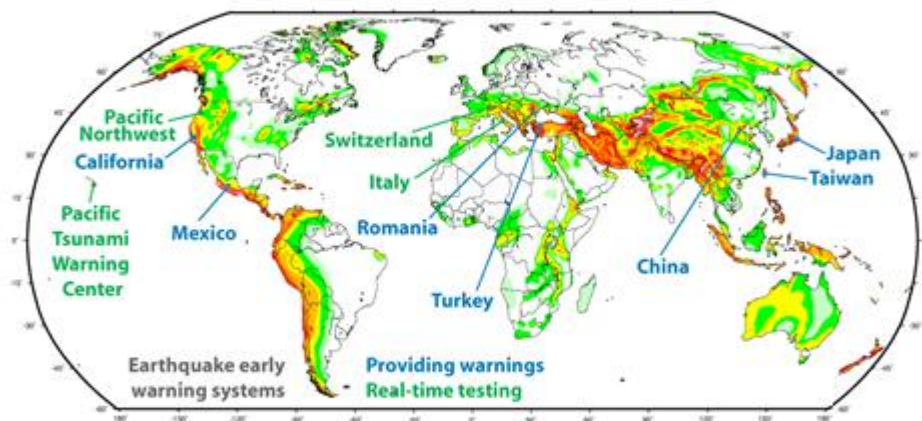 Pacific
Northwest
California
Mexico
Pacific
Tsunami
Warning
Center
Switzerland
Italy
Romania
Turkey
Japan
Taiwan
China
Earthquake early
warning systems
Providing warnings
Real-time testing